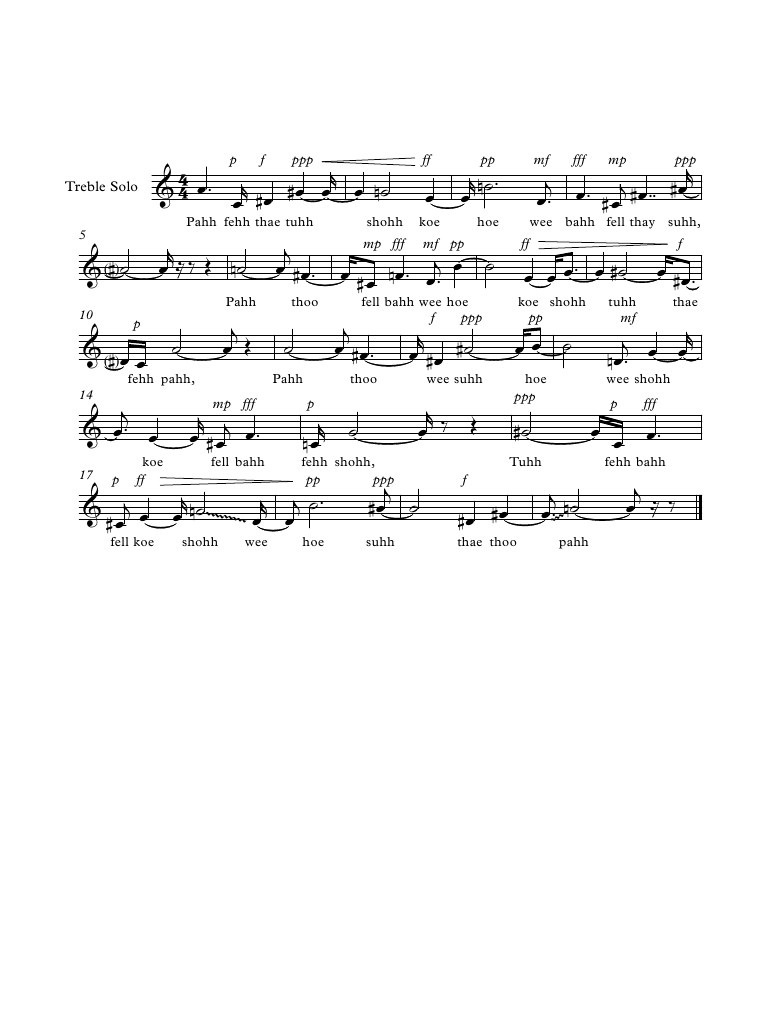 p f ppp ff pp mf fff mp ppp
Treble Solo
Pahh fehh thae tuhh shohh koe hoe wee bahh fell thay suhh,
5
mp fff mf pp ff f
Pahh thoo fell bahh wee hoe koe shohh tuhh thae
10
p f ppp pp mf
fehh pahh, Pahh thoo wee suhh hoe wee shohh
14
mp fff p ppp p fff
koe fell bahh fehh shohh, Tuhh fehh bahh
17
p ff pp ppp f
fell koe shohh wee hoe suhh thae thoo pahh